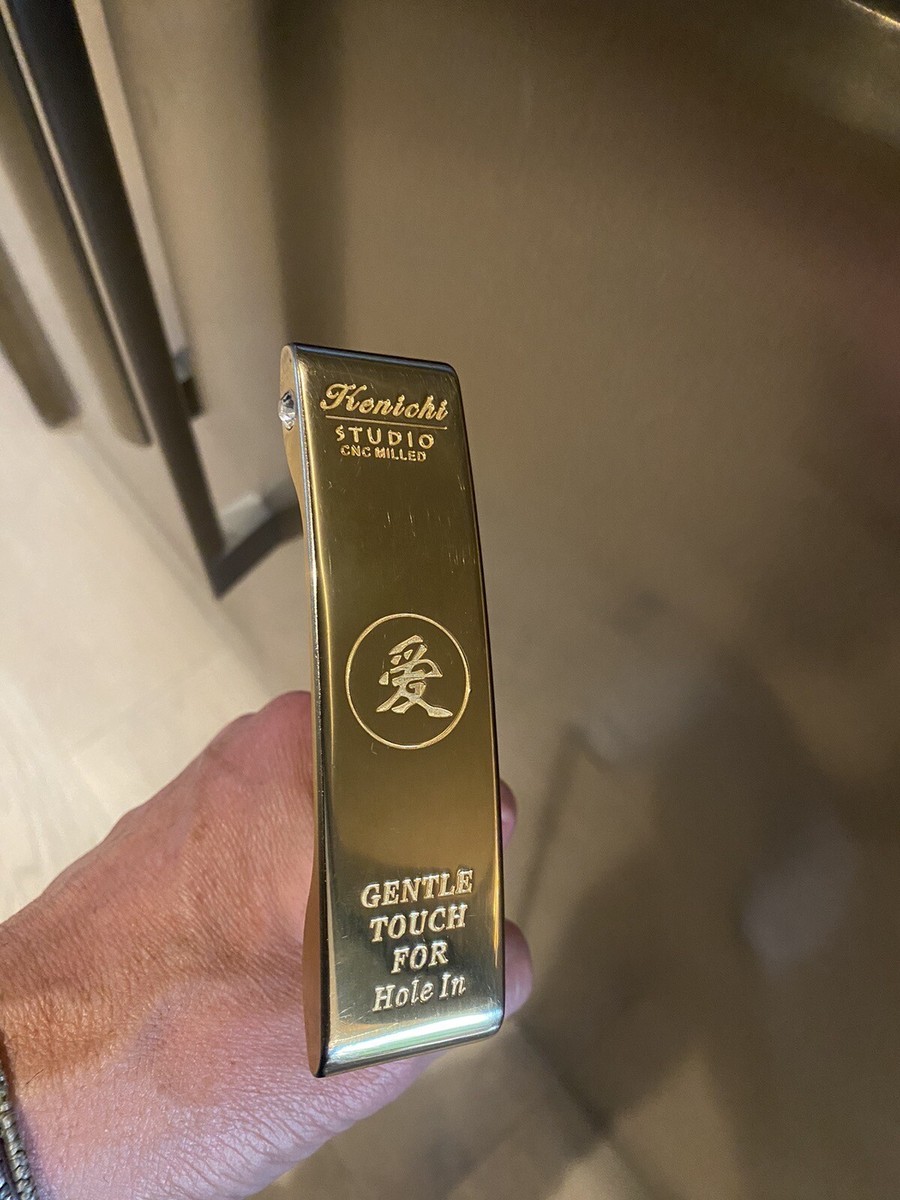 Kenichi
STUDIO
CNC MILLED
愛
GENTLE
TOUCH
FOR
Hole In